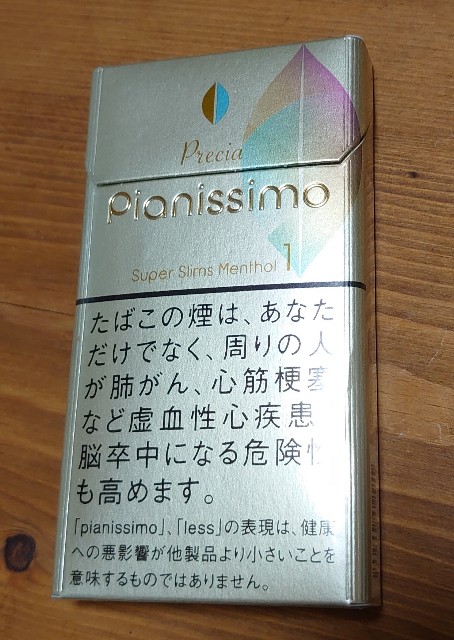 Precia
pianissimo
Super Slims Menthol 1
たばこの煙は、あなた
だけでなく、周りの人
が肺がん、心筋梗塞
など虚血性心疾患、
脳卒中になる危険性
も高めます。
「pianissimo」、「less」の表現は、健康
への悪影響が他製品より小さいことを
意味するものではありません。